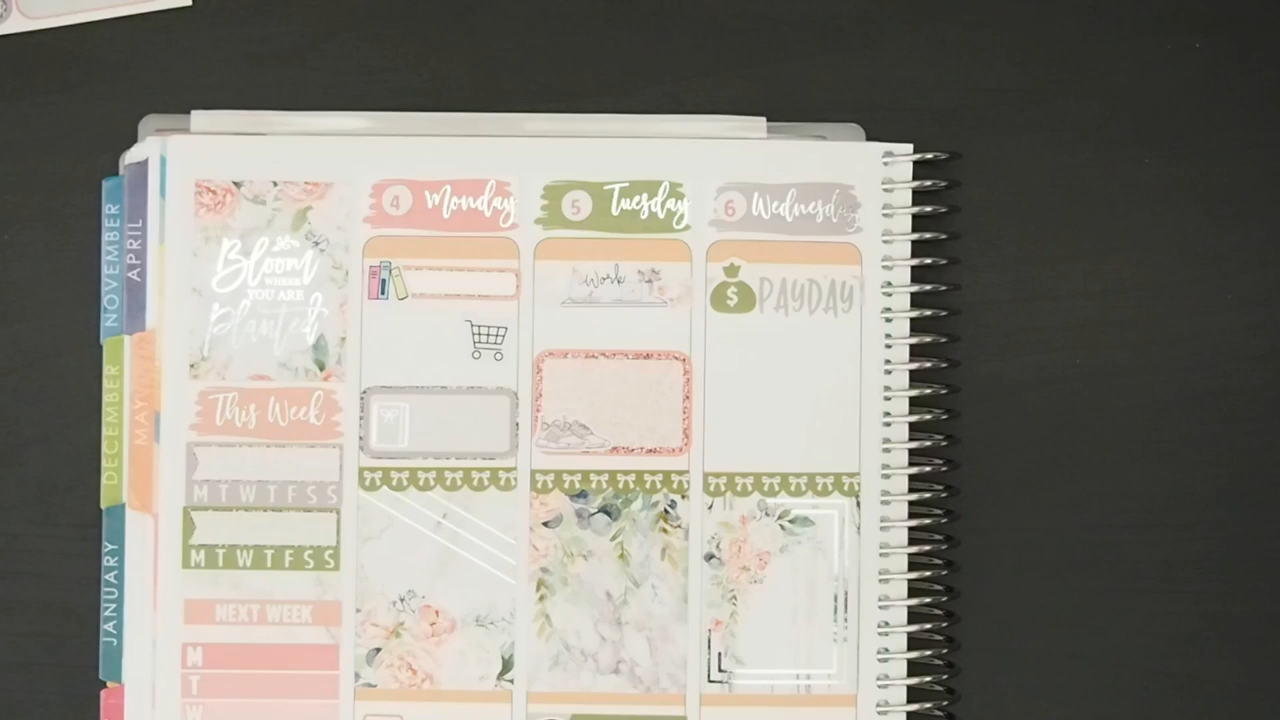 NOVEMBER
APRIL
DECEMBER
MAY
JANUARY
Bloom
WHERE
YOU ARE
planted
This Week
M T W T F S S
M T W T F S S
NEXT WEEK
M
T
W
4 Monday
5 Tuesday
Work
6 Wednesday
$ PAYDAY